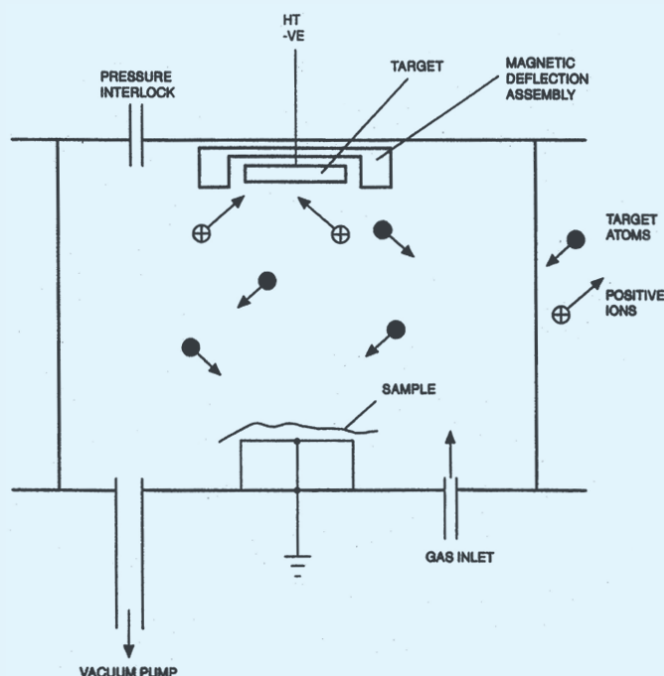 HT
-VE
PRESSURE
INTERLOCK
TARGET
MAGNETIC
DEFLECTION
ASSEMBLY
TARGET
ATOMS
POSITIVE
IONS
SAMPLE
GAS INLET
VACUUM PUMP